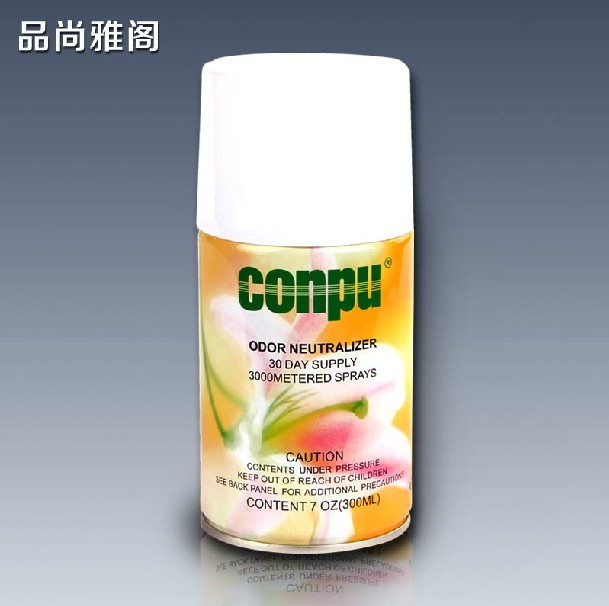 品尚雅阁
conpu®
ODOR NEUTRALIZER
30 DAY SUPPLY
3000METERED SPRAYS
CAUTION
CONTENTS UNDER PRESSURE
KEEP OUT OF REACH OF CHILDREN
SEE BACK PANEL FOR ADDITIONAL PRECAUTIONS
CONTENT 7 OZ(300ML)